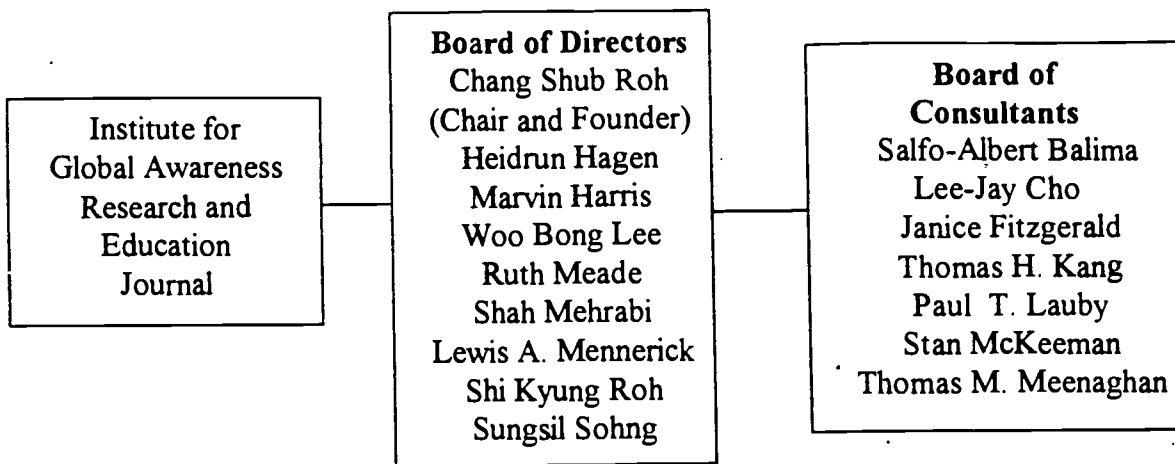 Institute for
Global Awareness
Research and
Education
Journal
Board of Directors
Chang Shub Roh
(Chair and Founder)
Heidrun Hagen
Marvin Harris
Woo Bong Lee
Ruth Meade
Shah Mehrabi
Lewis A. Mennerick
Shi Kyung Roh
Sungsil Sohng
Board of
Consultants
Salfo-Albert Balima
Lee-Jay Cho
Janice Fitzgerald
Thomas H. Kang
Paul T. Lauby
Stan McKeeman
Thomas M. Meenaghan